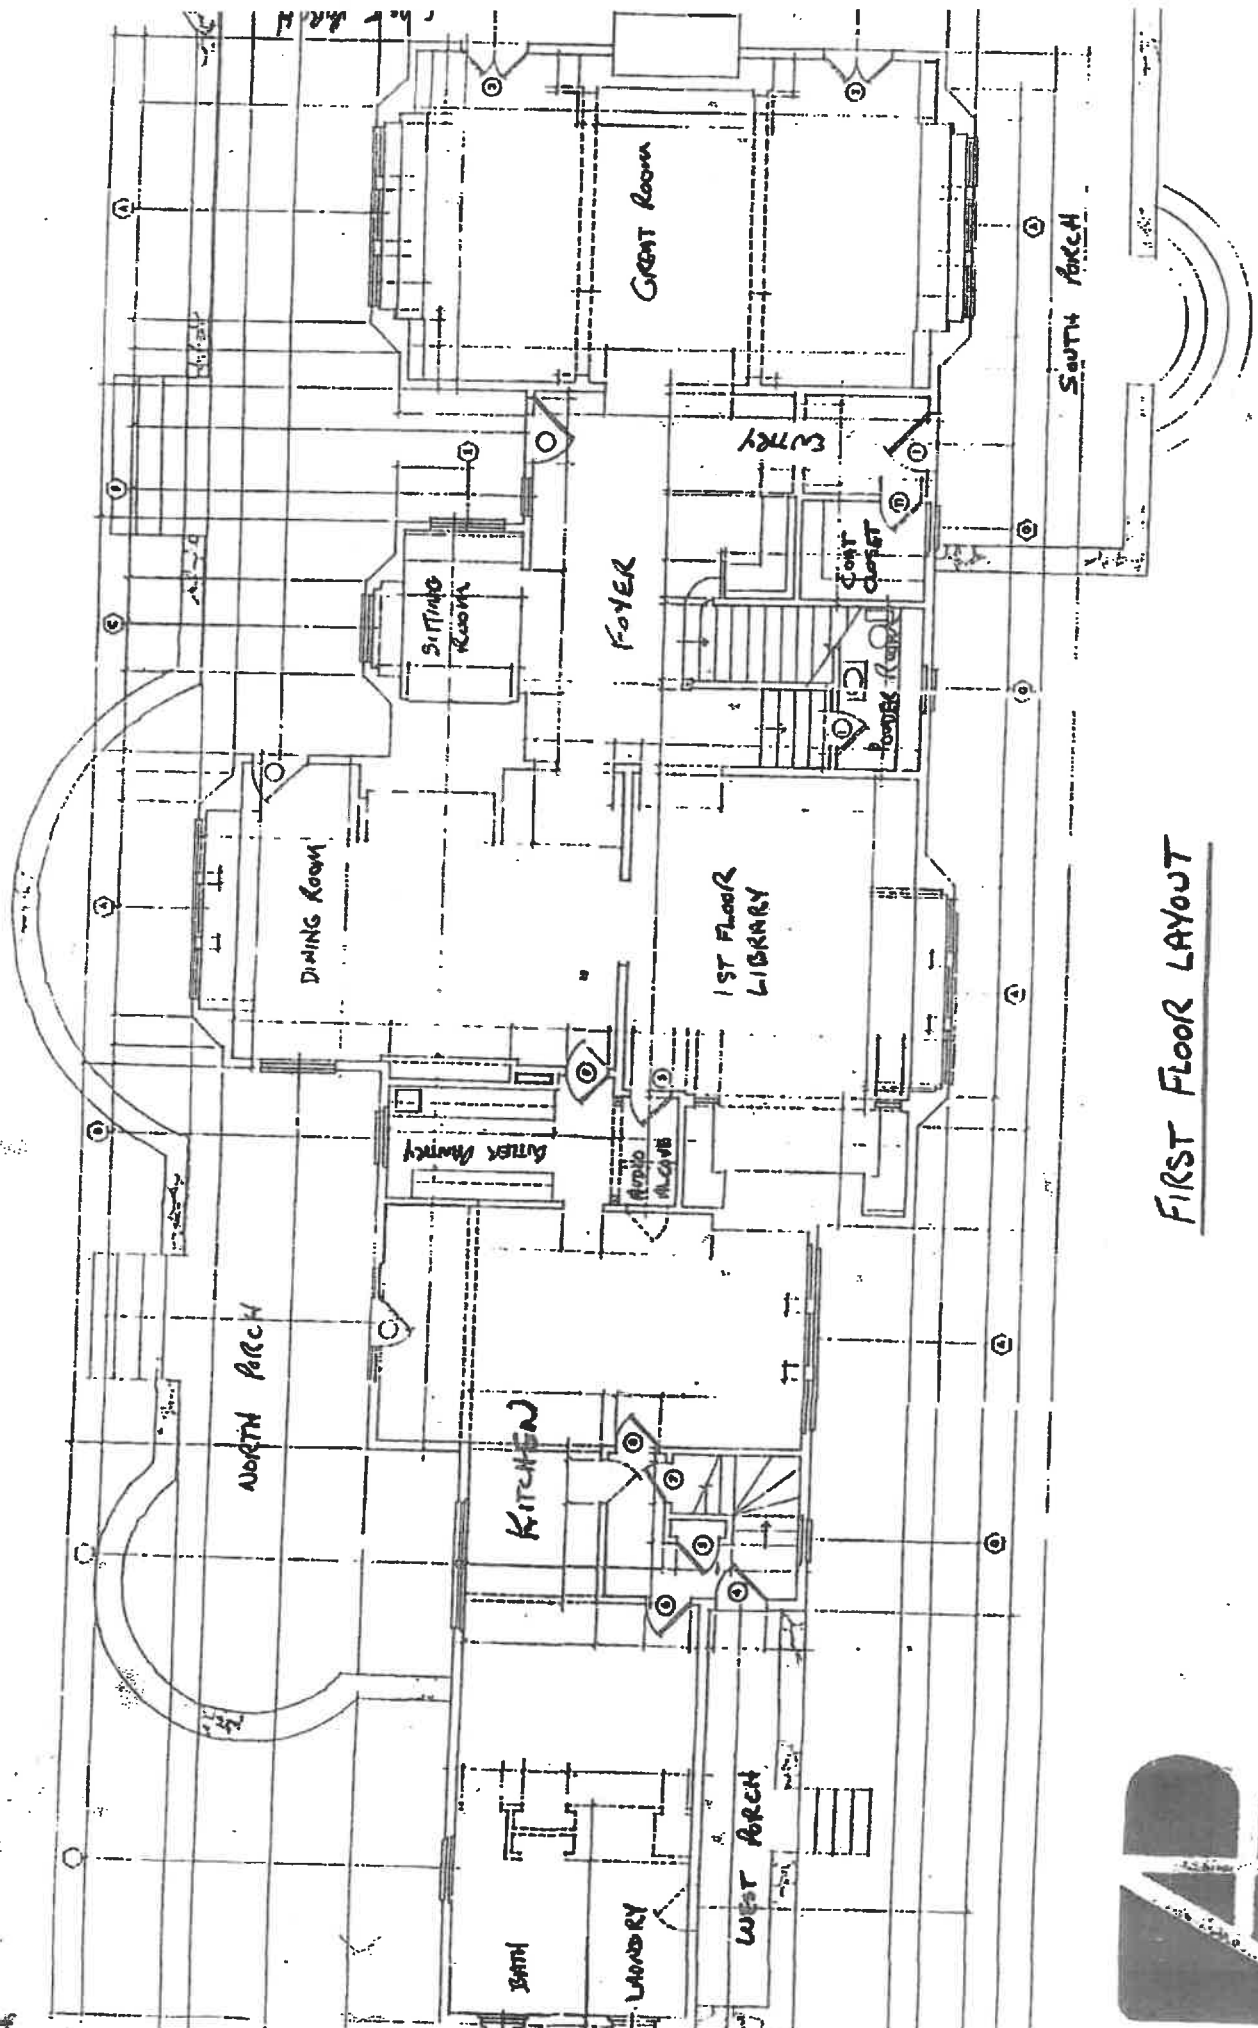 GREAT ROOM
SOUTH PORCH
ENTRY
COAT
CLOSET
FOYER
SITTING
ROOM
POWDER ROOM
DINING ROOM
1ST FLOOR
LIBRARY
BUTLER PANTRY
AUDIO
ALCOVE
NORTH PORCH
KITCHEN
WEST PORCH
BATH
LAUNDRY
FIRST FLOOR LAYOUT